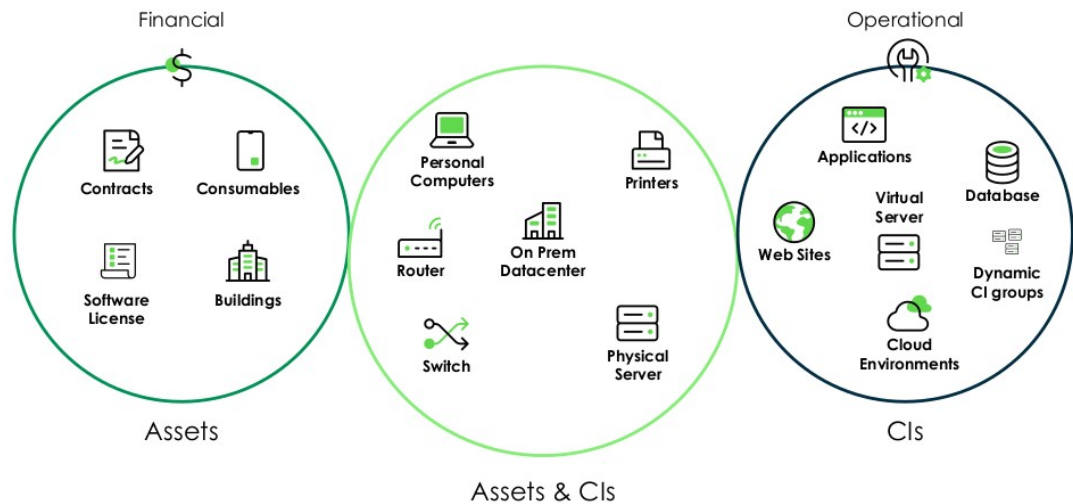 Financial
Operational
Contracts
Consumables
Software
License
Buildings
Assets
Personal
Computers
Printers
Router
On Prem
Datacenter
Switch
Physical
Server
Assets & CIs
Applications
Database
Virtual
Server
Web Sites
Dynamic
CI groups
Cloud
Environments
CIs